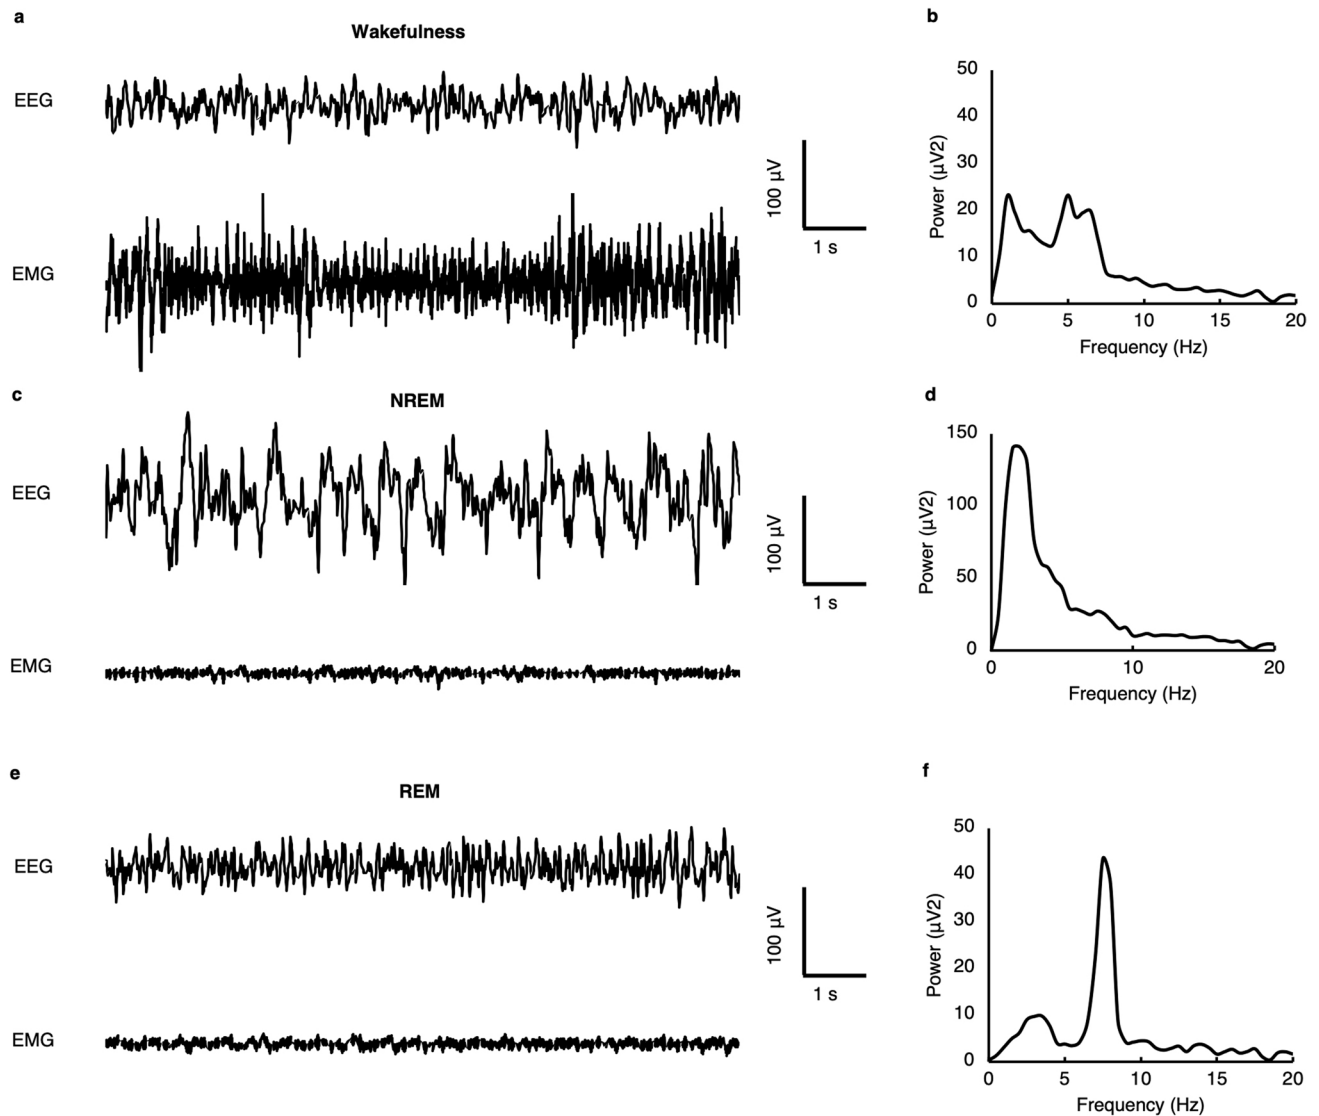 a
Wakefulness
EEG
EMG
100 µV
1 s
b
50
40
30
20
10
0
Power (µV2)
0 5 10 15 20
Frequency (Hz)
c
NREM
EEG
EMG
100 µV
1 s
d
150
100
50
0
Power (µV2)
0 10 20
Frequency (Hz)
e
REM
EEG
EMG
100 µV
1 s
f
50
40
30
20
10
0
Power (µV2)
0 5 10 15 20
Frequency (Hz)